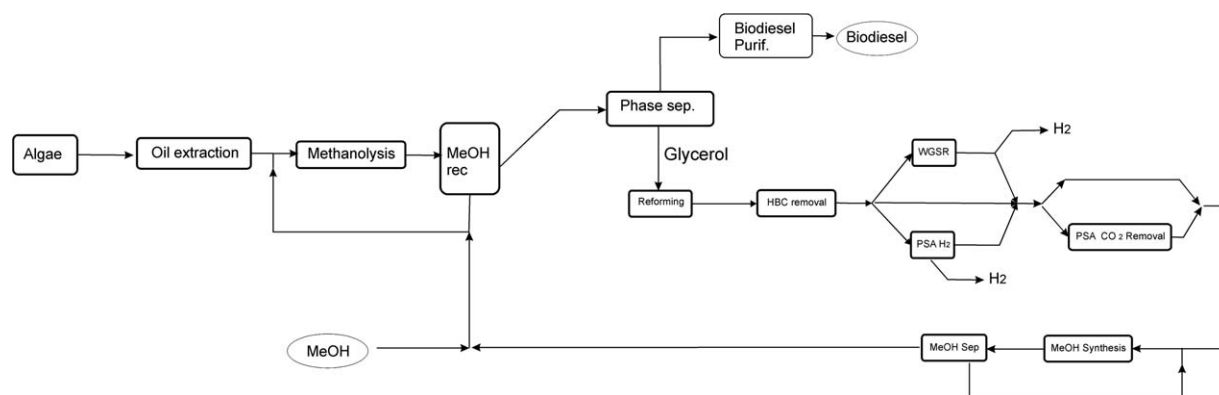 Biodiesel
Purif.
Biodiesel
Phase sep.
Algae
Oil extraction
Methanolysis
MeOH
rec
Glycerol
WGSR
H2
Reforming
HBC removal
PSA H2
H2
PSA CO2 Removal
MeOH
MeOH Sep
MeOH Synthesis